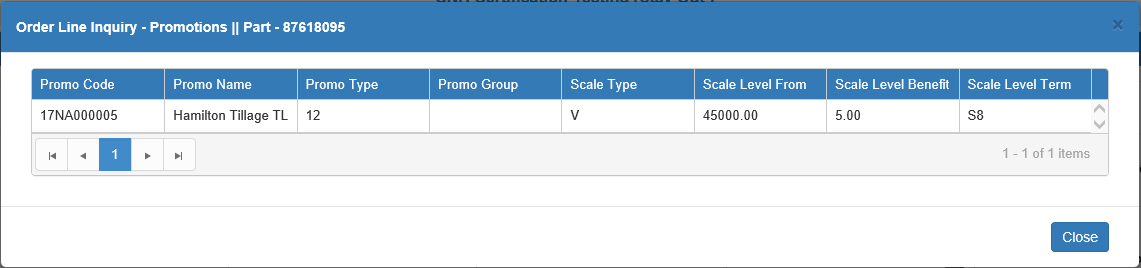 Order Line Inquiry - Promotions || Part - 87618095
×
Promo Code Promo Name Promo Type Promo Group Scale Type Scale Level From Scale Level Benefit Scale Level Term
17NA000005 Hamilton Tillage TL 12 V 45000.00 5.00 S8
1
1 - 1 of 1 items
Close